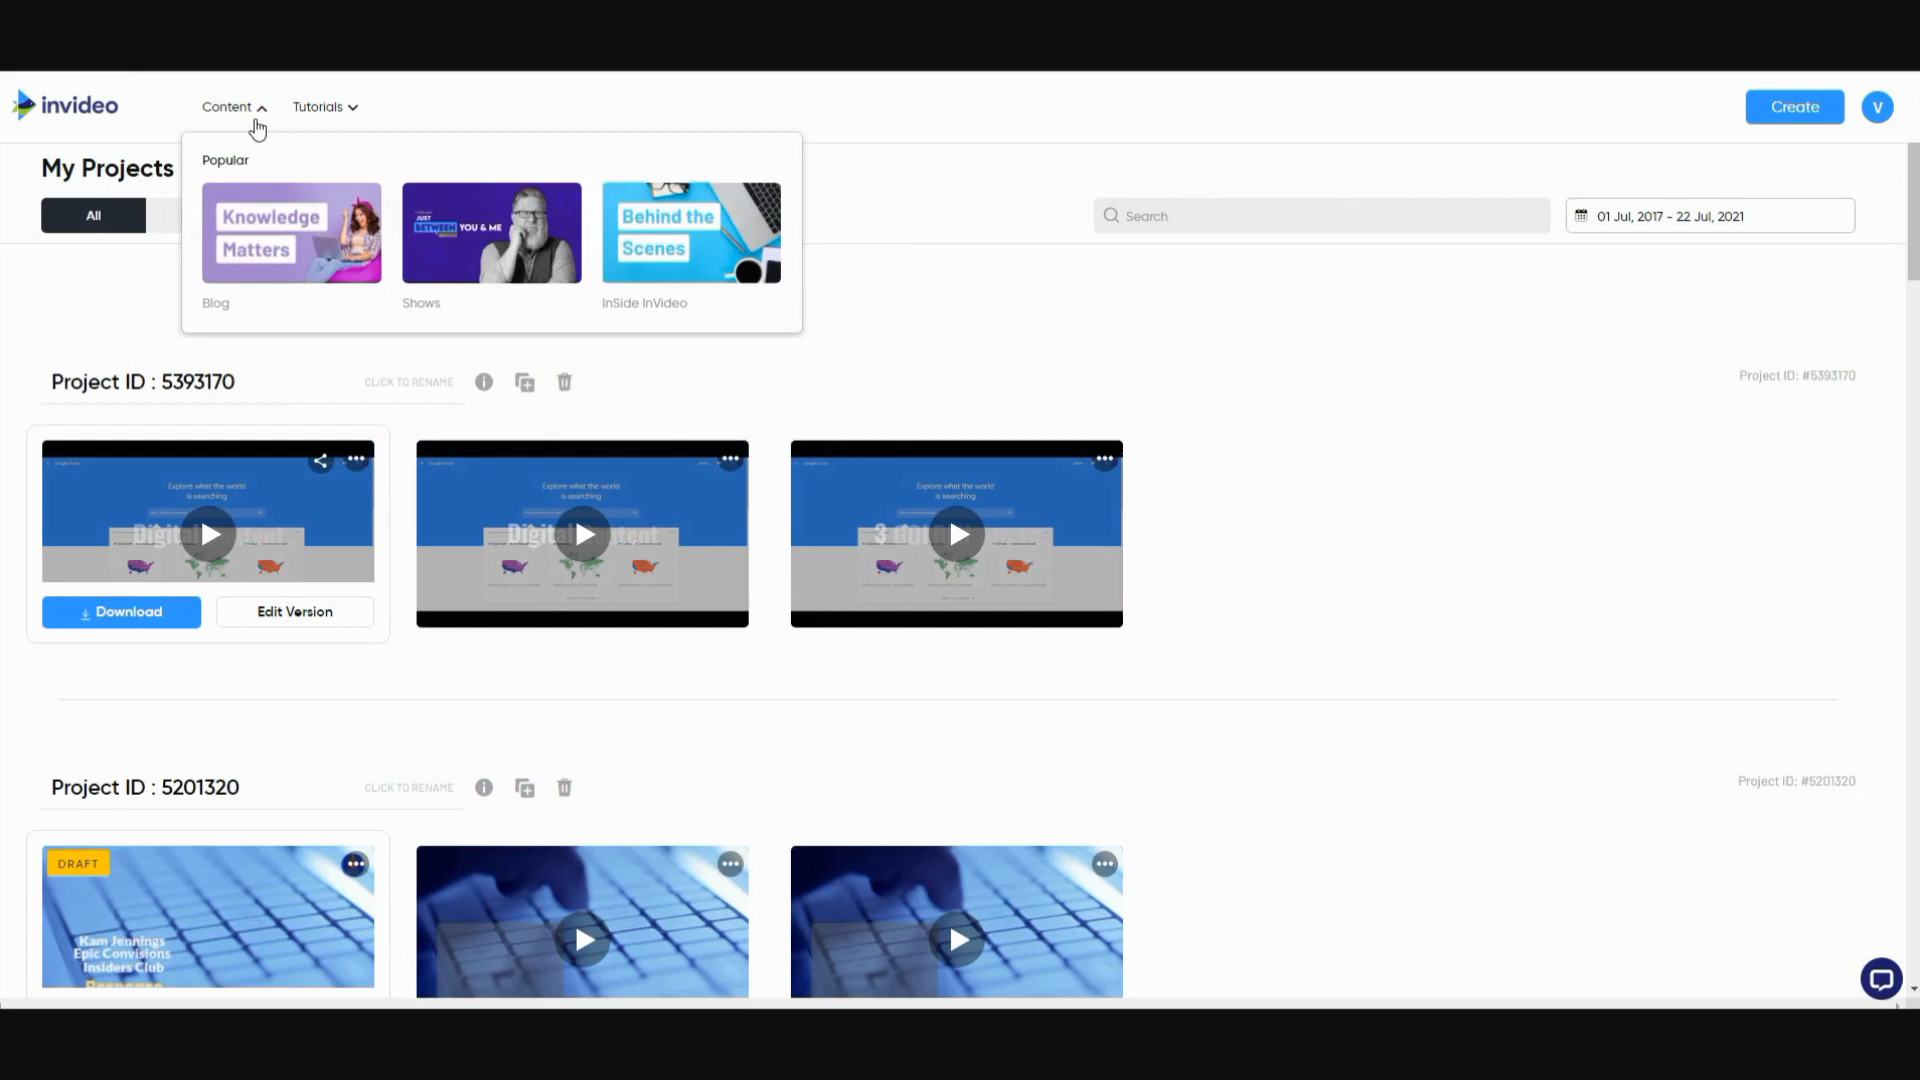 invideo
Content
Tutorials
Create
V
My Projects
Popular
All
Knowledge
Matters
JUST
BETWEEN YOU & ME
Behind the
Scenes
Search
01 Jul, 2017 - 22 Jul, 2021
Blog
Shows
InSide InVideo
Project ID : 5393170
CLICK TO RENAME
Project ID: #5393170
Explore what the world
is searching
Explore what the world
is searching
Explore what the world
is searching
Download
Edit Version
Project ID : 5201320
CLICK TO RENAME
Project ID: #5201320
DRAFT
Kam Jennings
Epic Convisions
Insiders Club